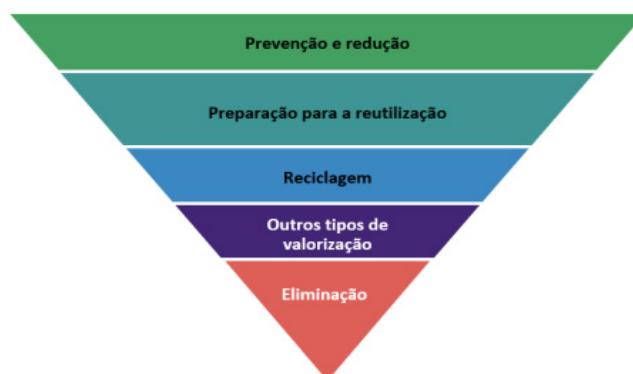 Prevenção e redução
Preparação para a reutilização
Reciclagem
Outros tipos de
valorização
Eliminação